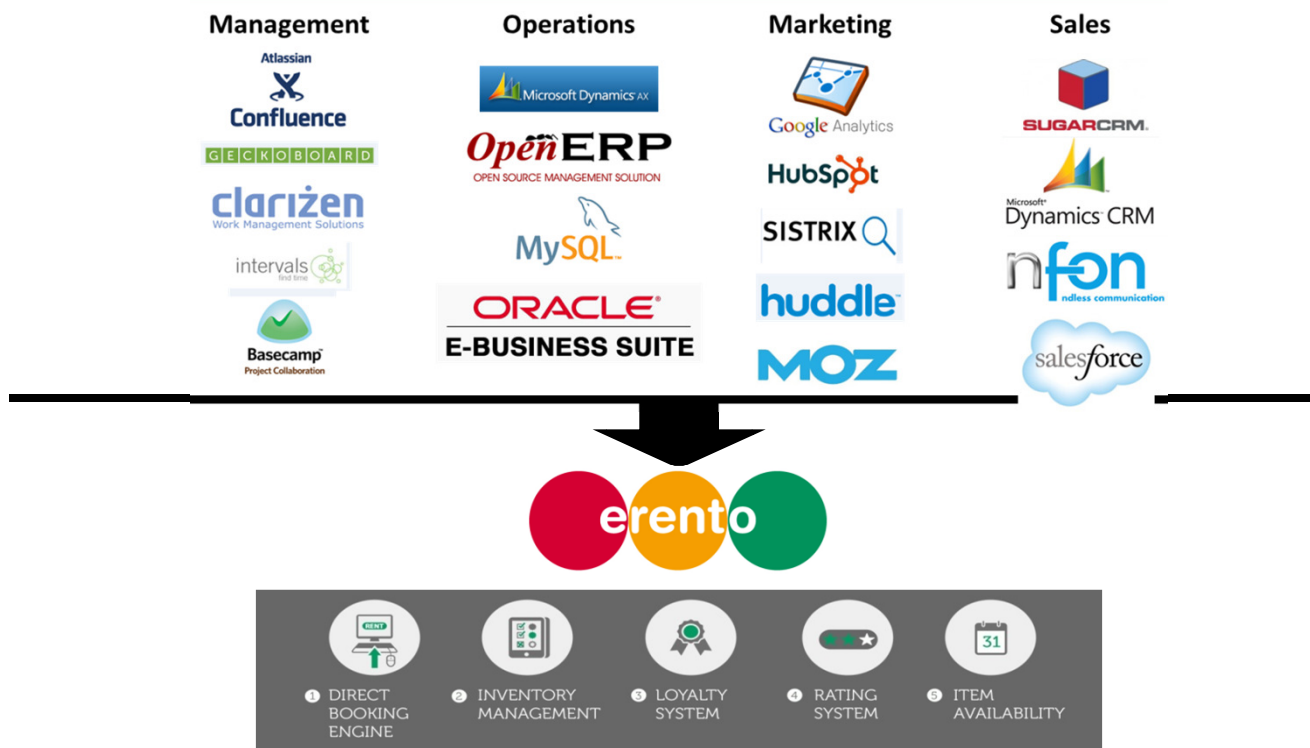 Management
Operations
Marketing
Sales
Atlassian
Confluence
GECKOBOARD
clarizen
Work Management Solutions
intervals
find time
Basecamp™
Project Collaboration
Microsoft Dynamics AX
OpenERP
OPEN SOURCE MANAGEMENT SOLUTION
MySQL™
ORACLE®
E-BUSINESS SUITE
Google Analytics
HubSpot
SISTRIX
huddle™
MOZ
SUGARCRM®
Microsoft®
Dynamics CRM
nfon
ndless communication
salesforce
erento
RENT
31
1 DIRECT
BOOKING
ENGINE
2 INVENTORY
MANAGEMENT
3 LOYALTY
SYSTEM
4 RATING
SYSTEM
5 ITEM
AVAILABILITY